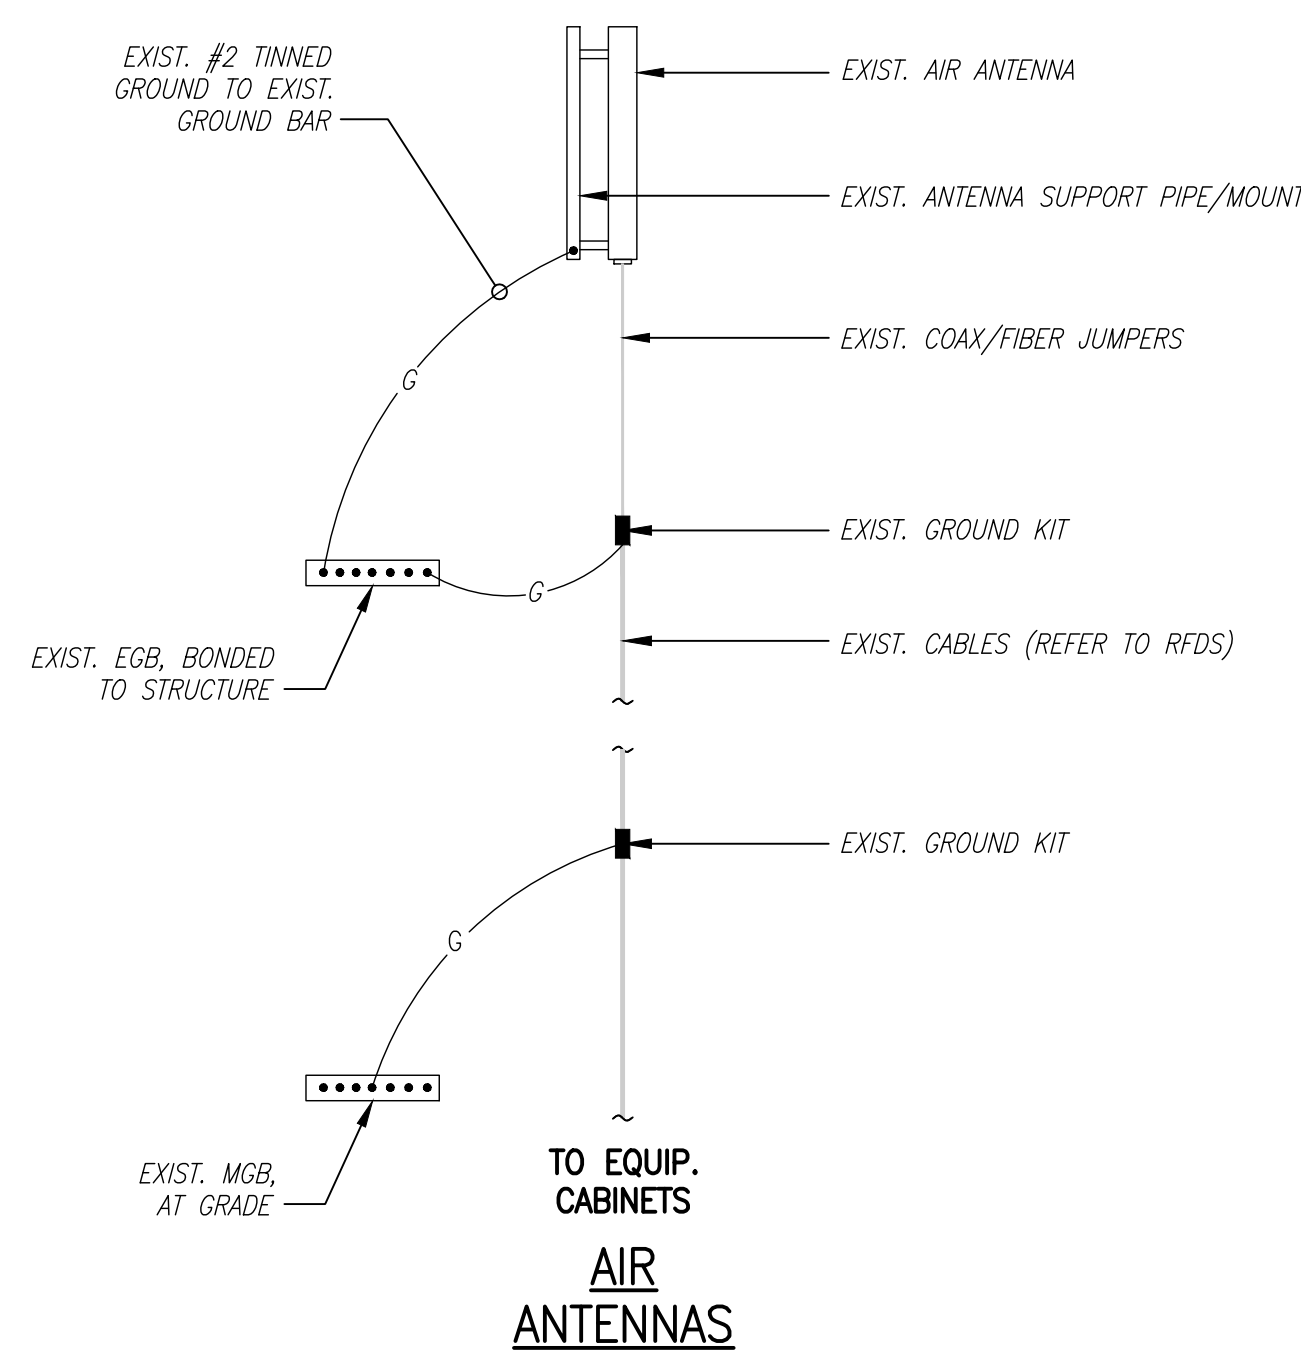 EXIST. #2 TINNED
GROUND TO EXIST.
GROUND BAR
EXIST. AIR ANTENNA
EXIST. ANTENNA SUPPORT PIPE/MOUNT
EXIST. COAX/FIBER JUMPERS
G
EXIST. GROUND KIT
G
EXIST. EGB, BONDED
TO STRUCTURE
EXIST. CABLES (REFER TO RFDS)
EXIST. GROUND KIT
G
EXIST. MGB,
AT GRADE
TO EQUIP.
CABINETS
AIR
ANTENNAS